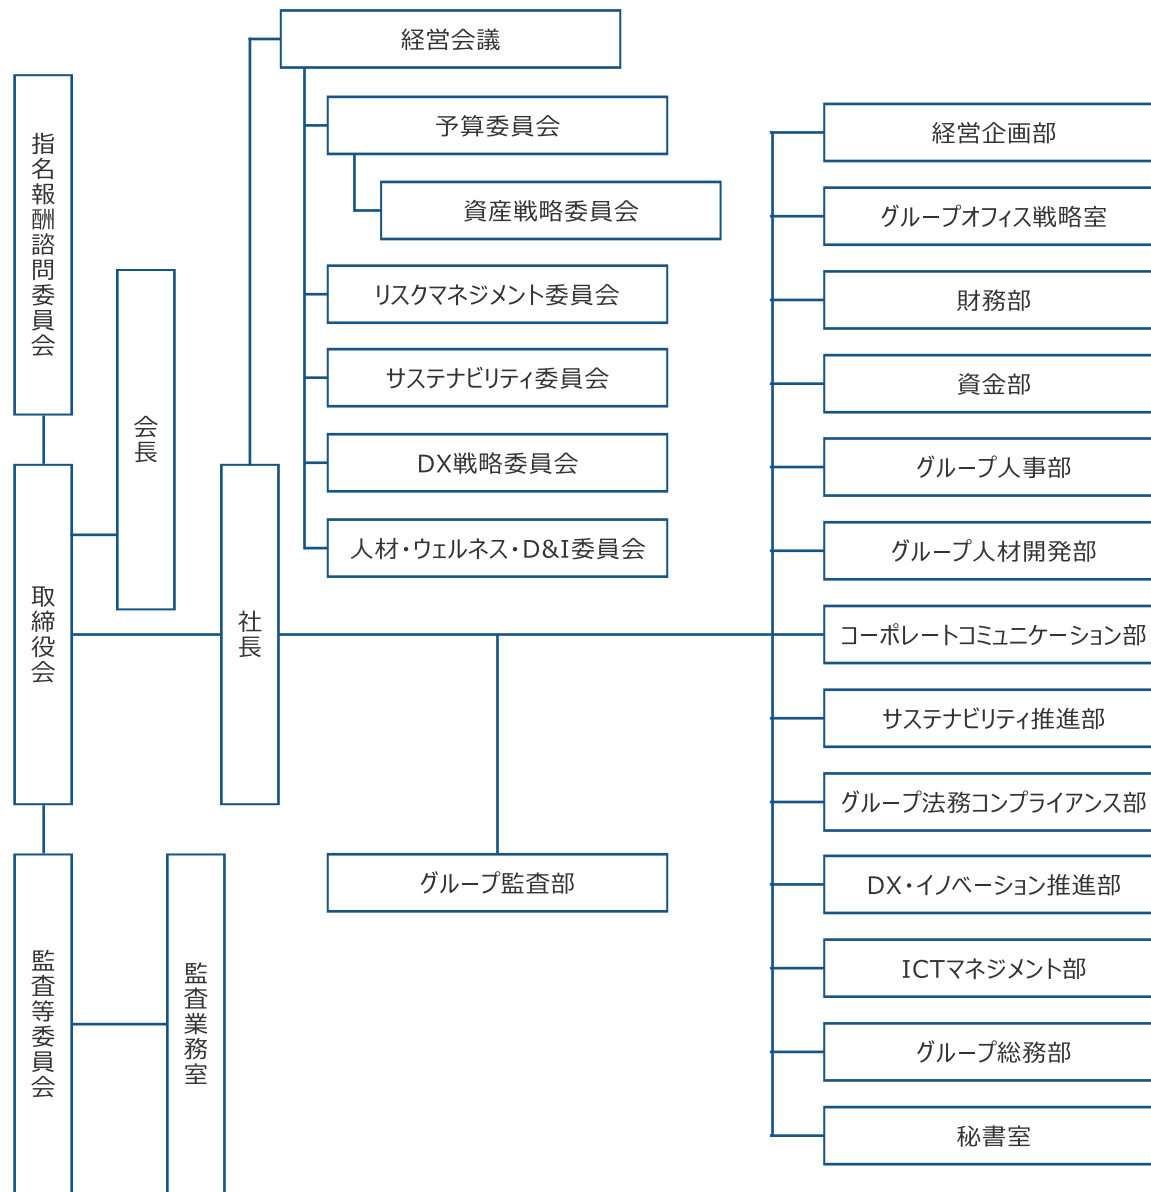 経営会議
予算委員会
資産戦略委員会
リスクマネジメント委員会
サステナビリティ委員会
DX戦略委員会
人材・ウェルネス・D&I委員会
指名報酬諮問委員会
会長
取締役会
社長
監査等委員会
監査業務室
グループ監査部
経営企画部
グループオフィス戦略室
財務部
資金部
グループ人事部
グループ人材開発部
コーポレートコミュニケーション部
サステナビリティ推進部
グループ法務コンプライアンス部
DX・イノベーション推進部
ICTマネジメント部
グループ総務部
秘書室